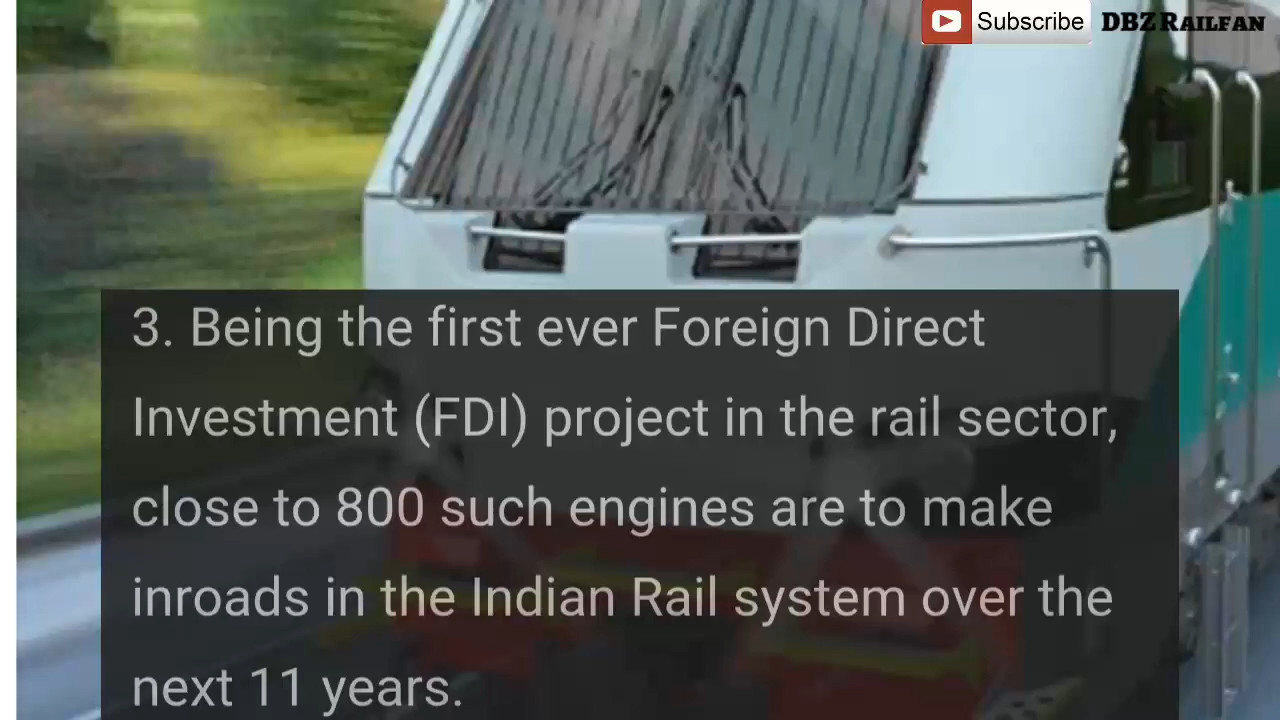 Subscribe DBZ RAILFAN
3. Being the first ever Foreign Direct
Investment (FDI) project in the rail sector,
close to 800 such engines are to make
inroads in the Indian Rail system over the
next 11 years.